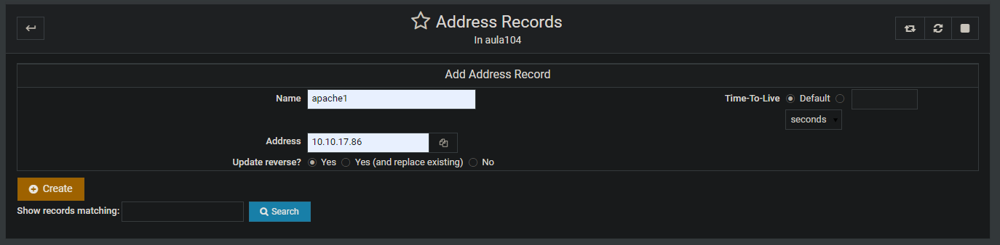 Address Records
In aula104
Add Address Record
Name apache1 Time-To-Live Default
seconds
Address 10.10.17.86
Update reverse? Yes Yes (and replace existing) No
Create
Show records matching: Search